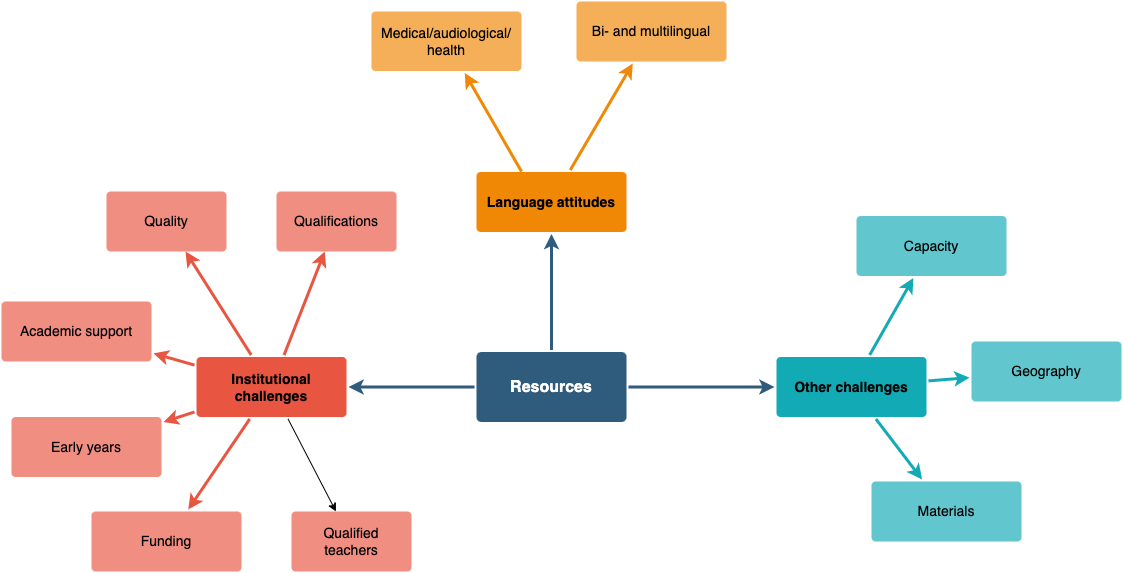 Medical/audiological/
health
Bi- and multilingual
Language attitudes
Quality
Qualifications
Academic support
Institutional
challenges
Early years
Funding
Qualified
teachers
Resources
Other challenges
Capacity
Geography
Materials